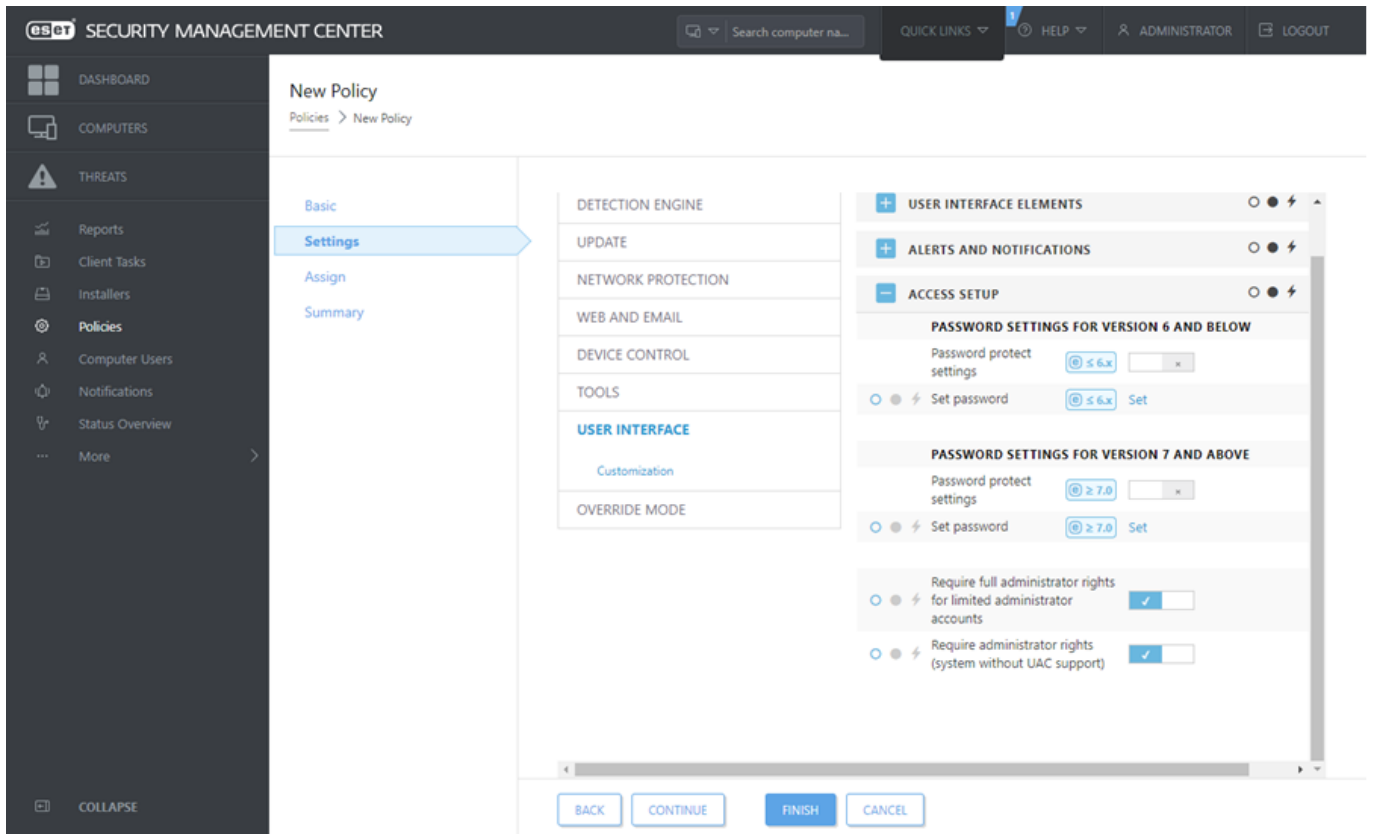 eset SECURITY MANAGEMENT CENTER
Search computer na...
QUICK LINKS
1
HELP
ADMINISTRATOR
LOGOUT
DASHBOARD
COMPUTERS
THREATS
Reports
Client Tasks
Installers
Policies
Computer Users
Notifications
Status Overview
More
COLLAPSE
New Policy
Policies > New Policy
Basic
Settings
Assign
Summary
DETECTION ENGINE
UPDATE
NETWORK PROTECTION
WEB AND EMAIL
DEVICE CONTROL
TOOLS
USER INTERFACE
Customization
OVERRIDE MODE
USER INTERFACE ELEMENTS
ALERTS AND NOTIFICATIONS
ACCESS SETUP
PASSWORD SETTINGS FOR VERSION 6 AND BELOW
Password protect
settings
ⓔ ≤ 6.x
Set password ⓔ ≤ 6.x Set
PASSWORD SETTINGS FOR VERSION 7 AND ABOVE
Password protect
settings
ⓔ ≥ 7.0
Set password ⓔ ≥ 7.0 Set
Require full administrator rights
for limited administrator
accounts
Require administrator rights
(system without UAC support)
BACK
CONTINUE
FINISH
CANCEL